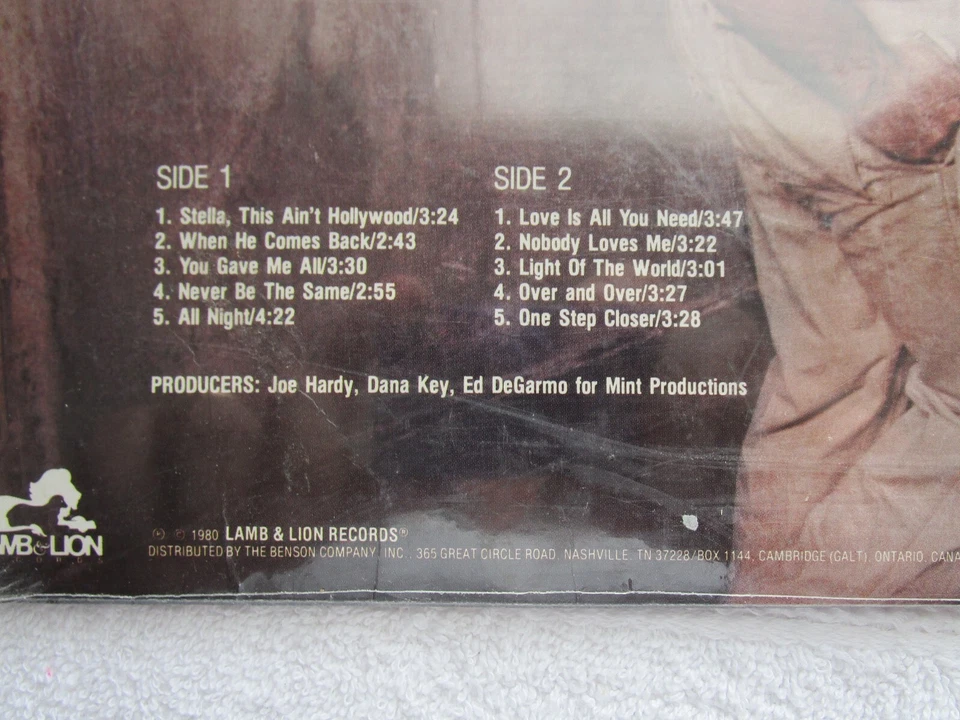 SIDE 1
1. Stella, This Ain't Hollywood/3:24
2. When He Comes Back/2:43
3. You Gave Me All/3:30
4. Never Be The Same/2:55
5. All Night/4:22
SIDE 2
1. Love Is All You Need/3:47
2. Nobody Loves Me/3:22
3. Light Of The World/3:01
4. Over and Over/3:27
5. One Step Closer/3:28
PRODUCERS: Joe Hardy, Dana Key, Ed DeGarmo for Mint Productions
MB & LION
Ⓟ © 1980 LAMB & LION RECORDS®
DISTRIBUTED BY THE BENSON COMPANY, INC., 365 GREAT CIRCLE ROAD, NASHVILLE, TN 37228/BOX 1144, CAMBRIDGE (GALT), ONTARIO, CANA